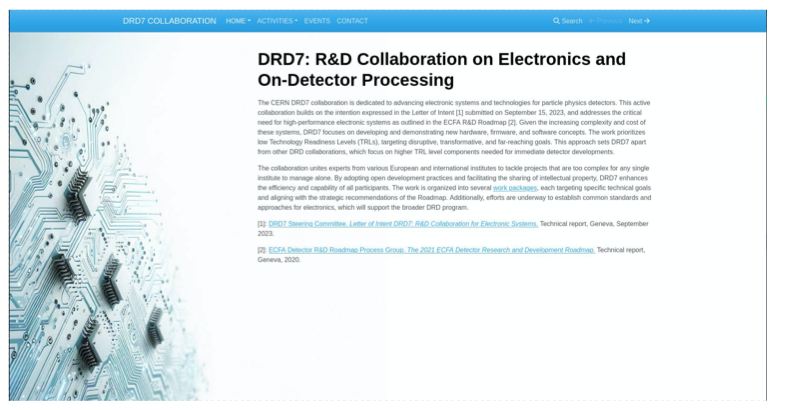 DRD7 COLLABORATION HOME ACTIVITIES EVENTS CONTACT Search Previous Next
DRD7: R&D Collaboration on Electronics and
On-Detector Processing
The CERN DRD7 collaboration is dedicated to advancing electronic systems and technologies for particle physics detectors. This active
collaboration builds on the intention expressed in the Letter of Intent [1] submitted on September 15, 2023, and addresses the critical
need for high-performance electronic systems as outlined in the ECFA R&D Roadmap [2]. Given the increasing complexity and cost of
these systems, DRD7 focuses on developing and demonstrating new hardware, firmware, and software concepts. The work prioritizes
low Technology Readiness Levels (TRLs), targeting disruptive, transformative, and far-reaching goals. This approach sets DRD7 apart
from other DRD collaborations, which focus on higher TRL level components needed for immediate detector developments.
The collaboration unites experts from various European and international institutes to tackle projects that are too complex for any single
institute to manage alone. By adopting open development practices and facilitating the sharing of intellectual property, DRD7 enhances
the efficiency and capability of all participants. The work is organized into several work packages, each targeting specific technical goals
and aligning with the strategic recommendations of the Roadmap. Additionally, efforts are underway to establish common standards and
approaches for electronics, which will support the broader DRD program.
[1]: DRD7 Steering Committee, Letter of Intent DRD7: R&D Collaboration for Electronic Systems. Technical report, Geneva, September
2023.
[2]: ECFA Detector R&D Roadmap Process Group, The 2021 ECFA Detector Research and Development Roadmap. Technical report,
Geneva, 2020.